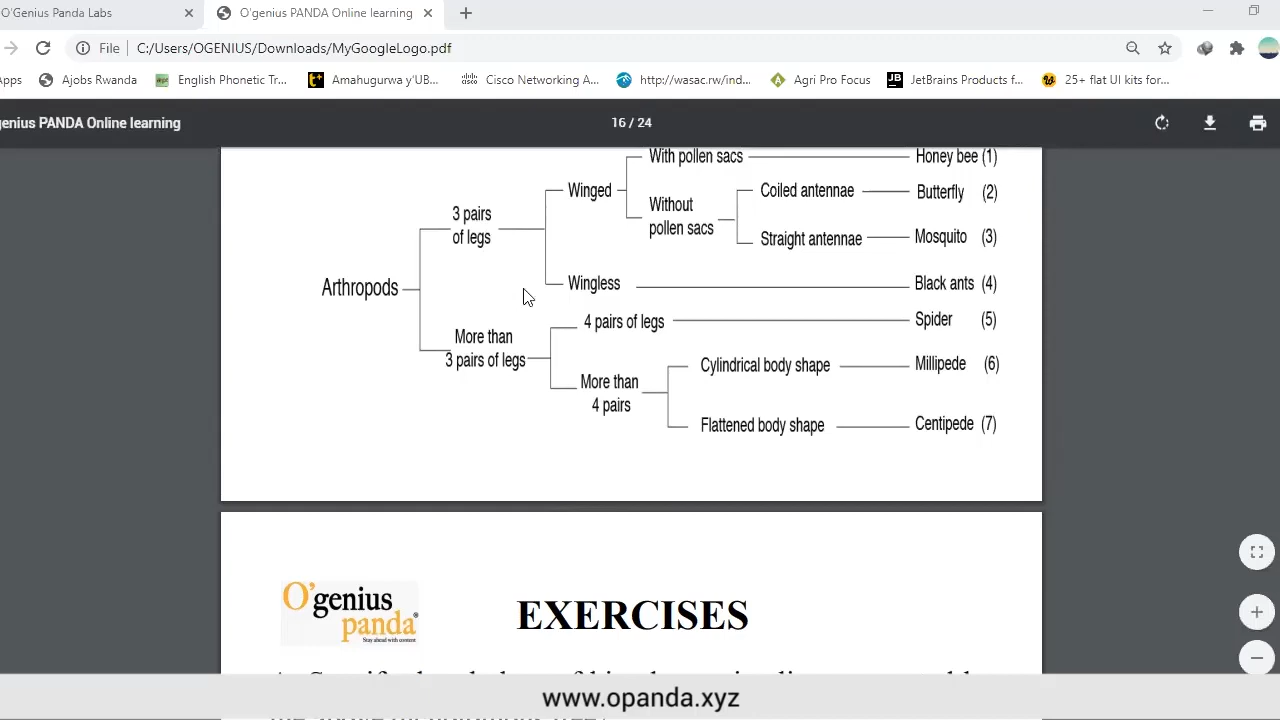 O'Genius Panda Labs
O'genius PANDA Online learning
File
C:/Users/OGENIUS/Downloads/MyGoogleLogo.pdf
Apps
Ajobs Rwanda
English Phonetic Tr...
Amahugurwa y'UB...
Cisco Networking A...
http://wasac.rw/ind...
Agri Pro Focus
JetBrains Products f...
25+ flat UI kits for...
genius PANDA Online learning
16 / 24
With pollen sacs
Honey bee (1)
Winged
Coiled antennae
Butterfly (2)
3 pairs
of legs
Without
pollen sacs
Straight antennae
Mosquito (3)
Arthropods
Wingless
Black ants (4)
4 pairs of legs
Spider (5)
More than
3 pairs of legs
Cylindrical body shape
Millipede (6)
More than
4 pairs
Flattened body shape
Centipede (7)
O'genius
panda
Stay ahead with content
EXERCISES
www.opanda.xyz